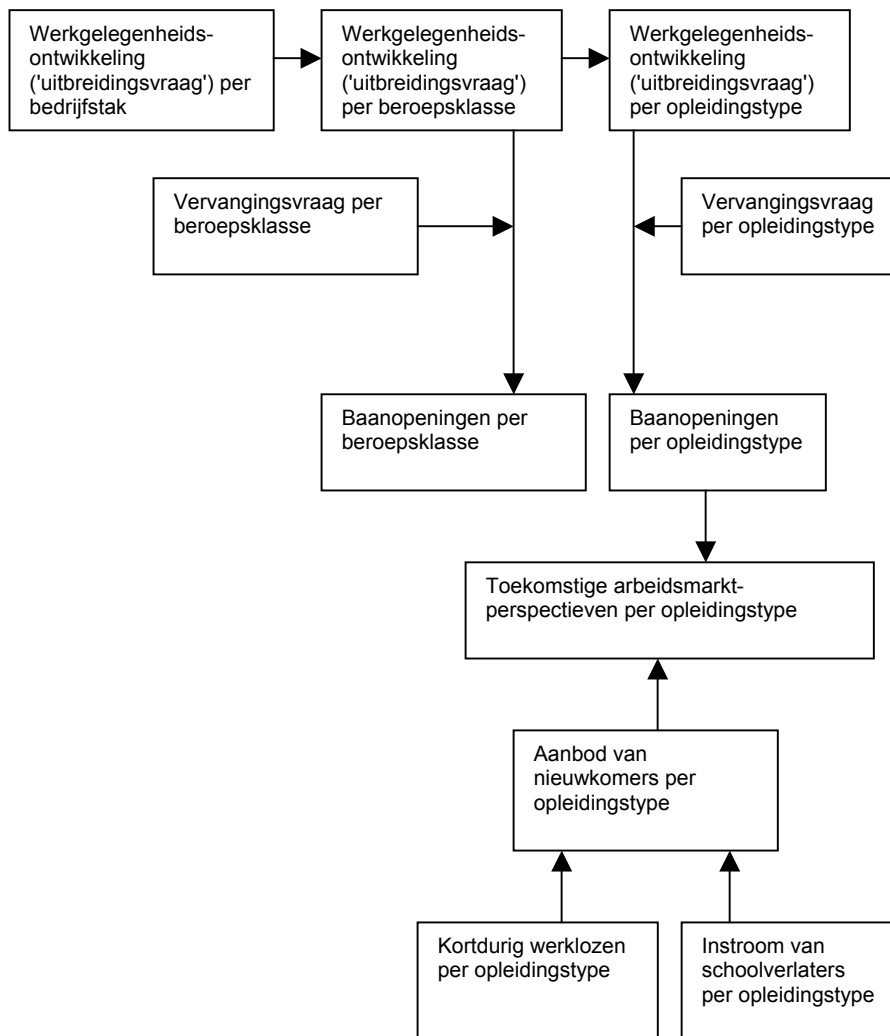 Werkgelegenheids-
ontwikkeling
('uitbreidingsvraag') per
bedrijfstak
Werkgelegenheids-
ontwikkeling
('uitbreidingsvraag')
per beroepsklasse
Werkgelegenheids-
ontwikkeling
('uitbreidingsvraag')
per opleidingstype
Vervangingsvraag per
beroepsklasse
Vervangingsvraag
per opleidingstype
Baanopeningen per
beroepsklasse
Baanopeningen
per opleidingstype
Toekomstige arbeidsmarkt-
perspectieven per opleidingstype
Aanbod van
nieuwkomers per
opleidingstype
Kortdurig werklozen
per opleidingstype
Instroom van
schoolverlaters
per opleidingstype